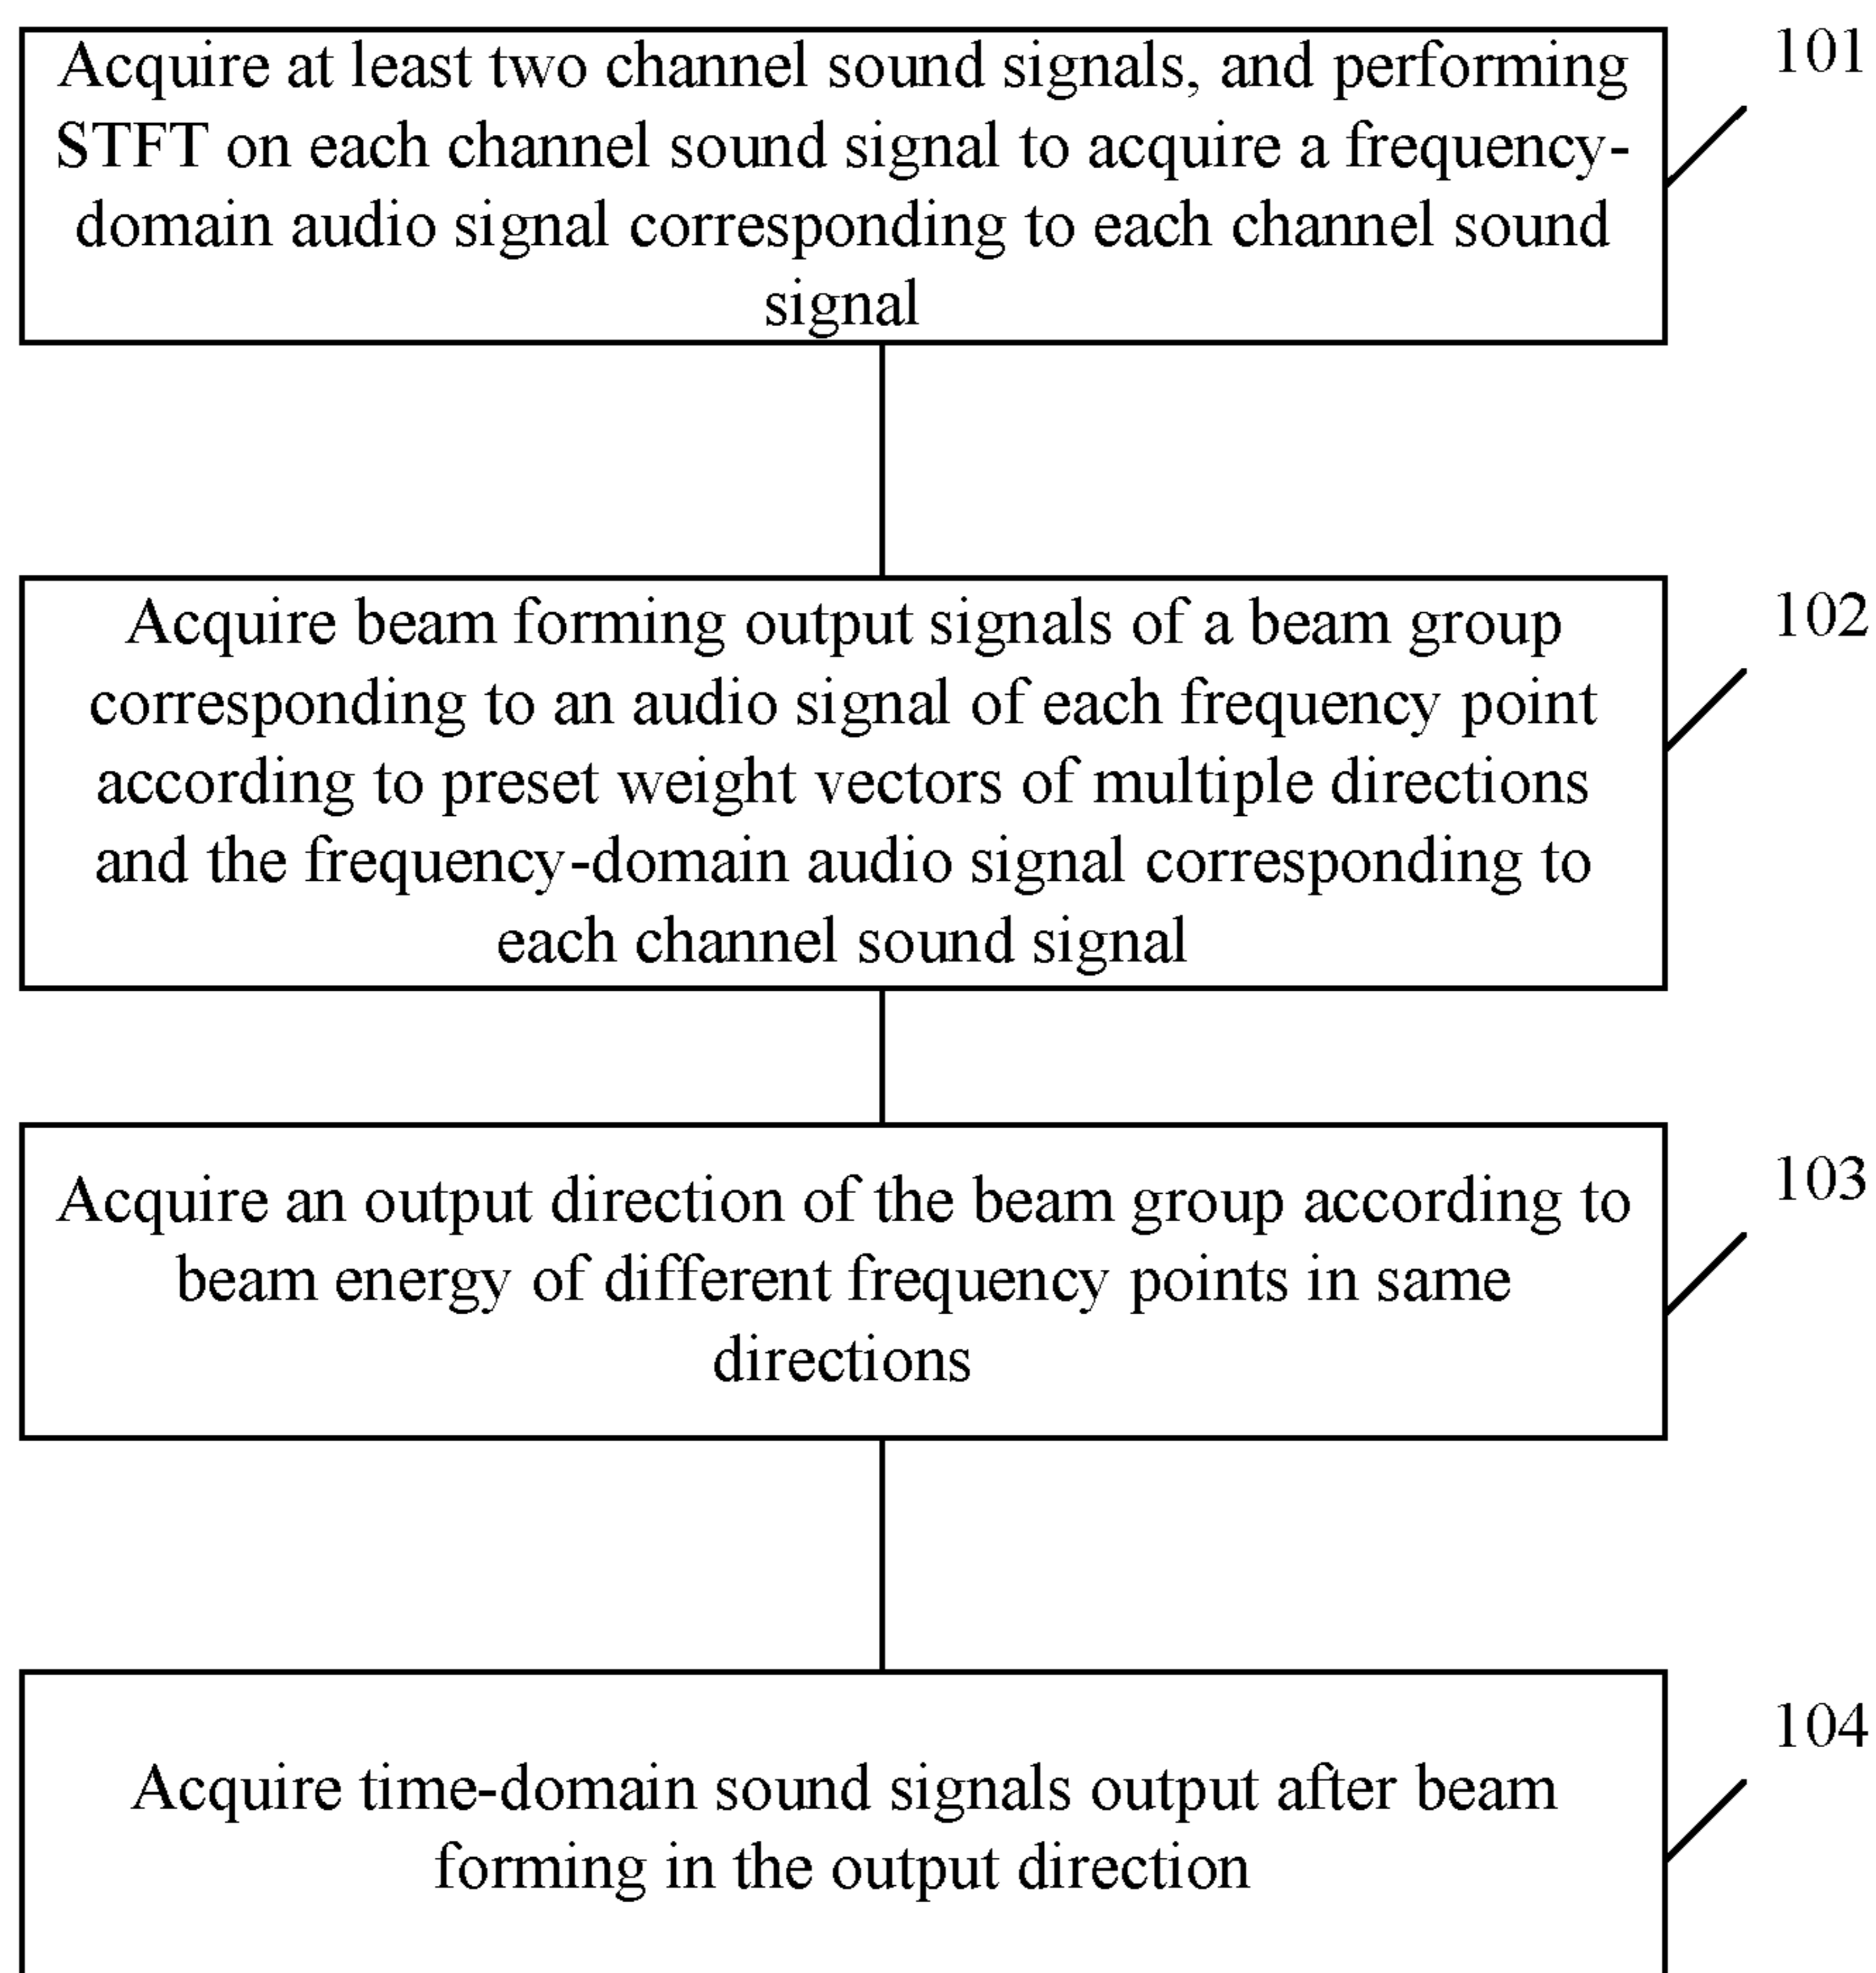 Acquire at least two channel sound signals, and performing
STFT on each channel sound signal to acquire a frequency-
domain audio signal corresponding to each channel sound
signal
101
Acquire beam forming output signals of a beam group
corresponding to an audio signal of each frequency point
according to preset weight vectors of multiple directions
and the frequency-domain audio signal corresponding to
each channel sound signal
102
Acquire an output direction of the beam group according to
beam energy of different frequency points in same
directions
103
Acquire time-domain sound signals output after beam
forming in the output direction
104